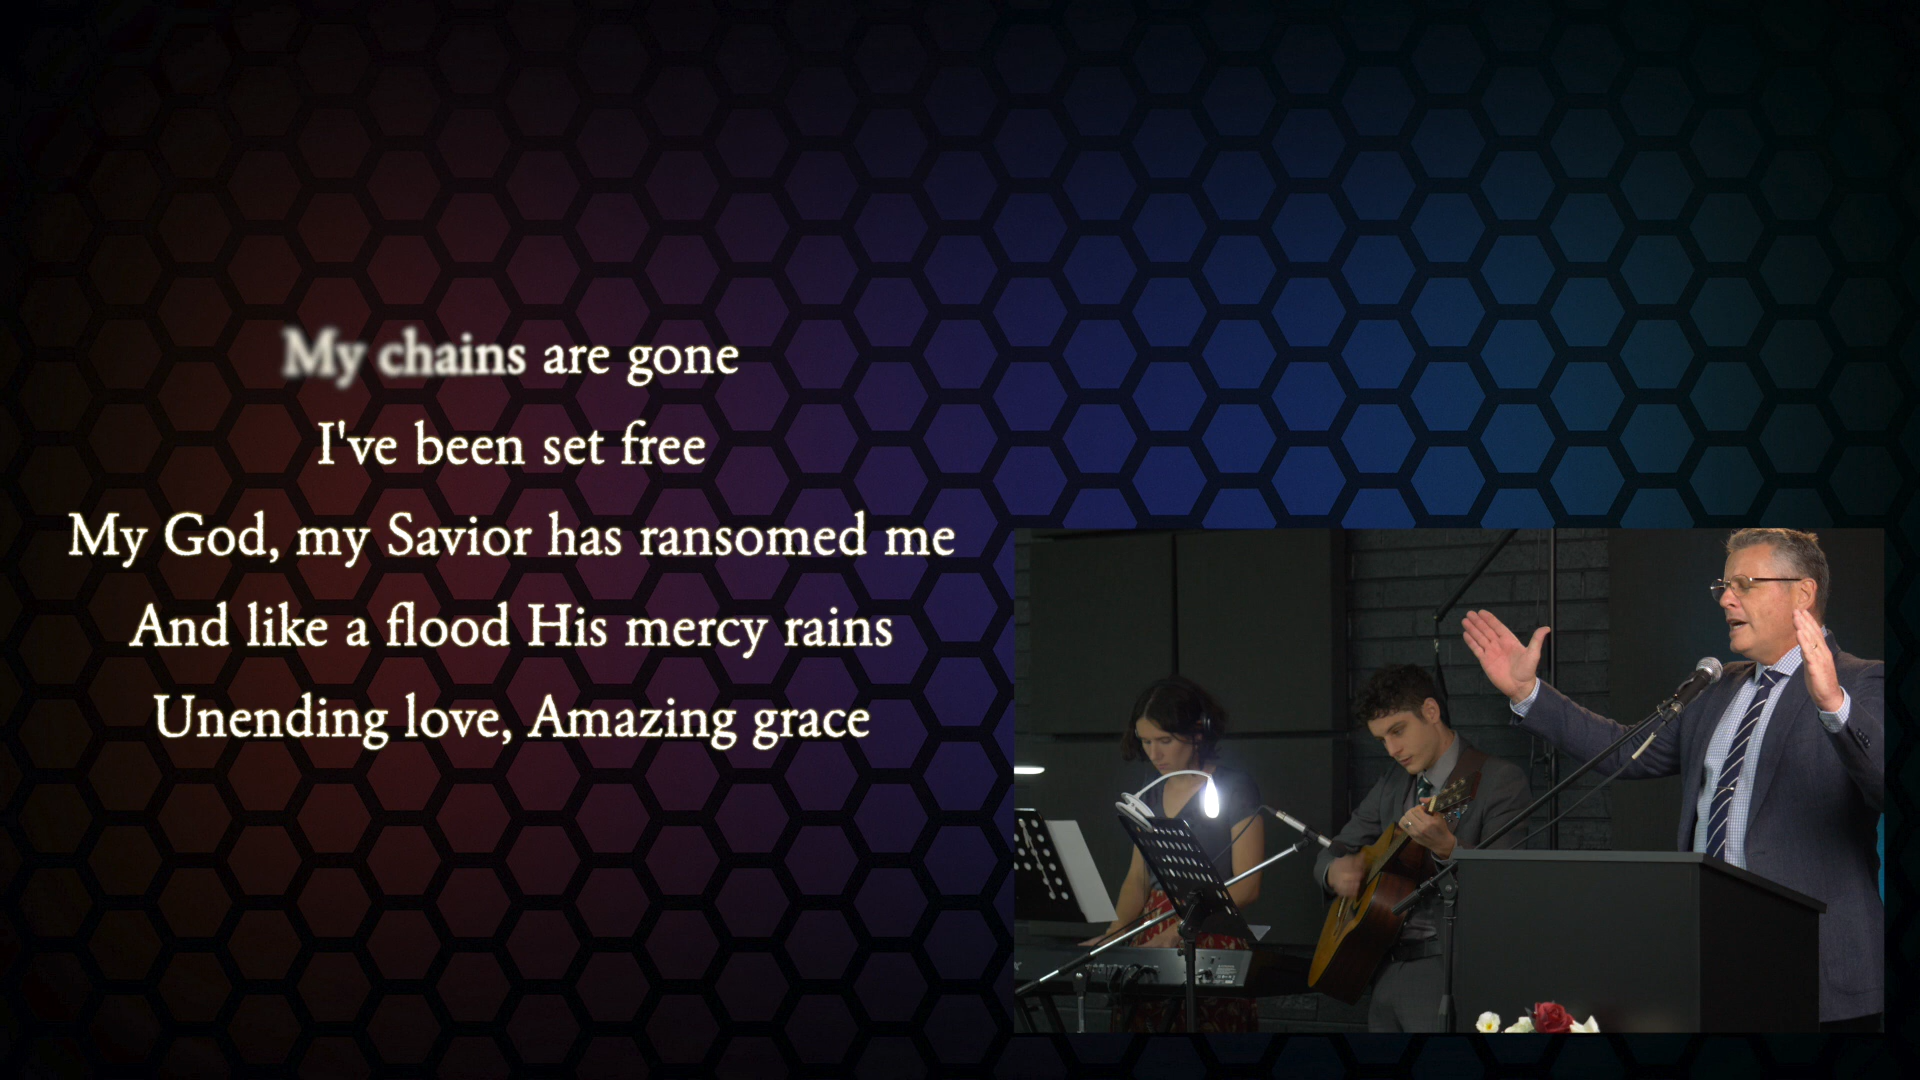 My chains are gone
I've been set free
My God, my Savior has ransomed me
And like a flood His mercy rains
Unending love, Amazing grace